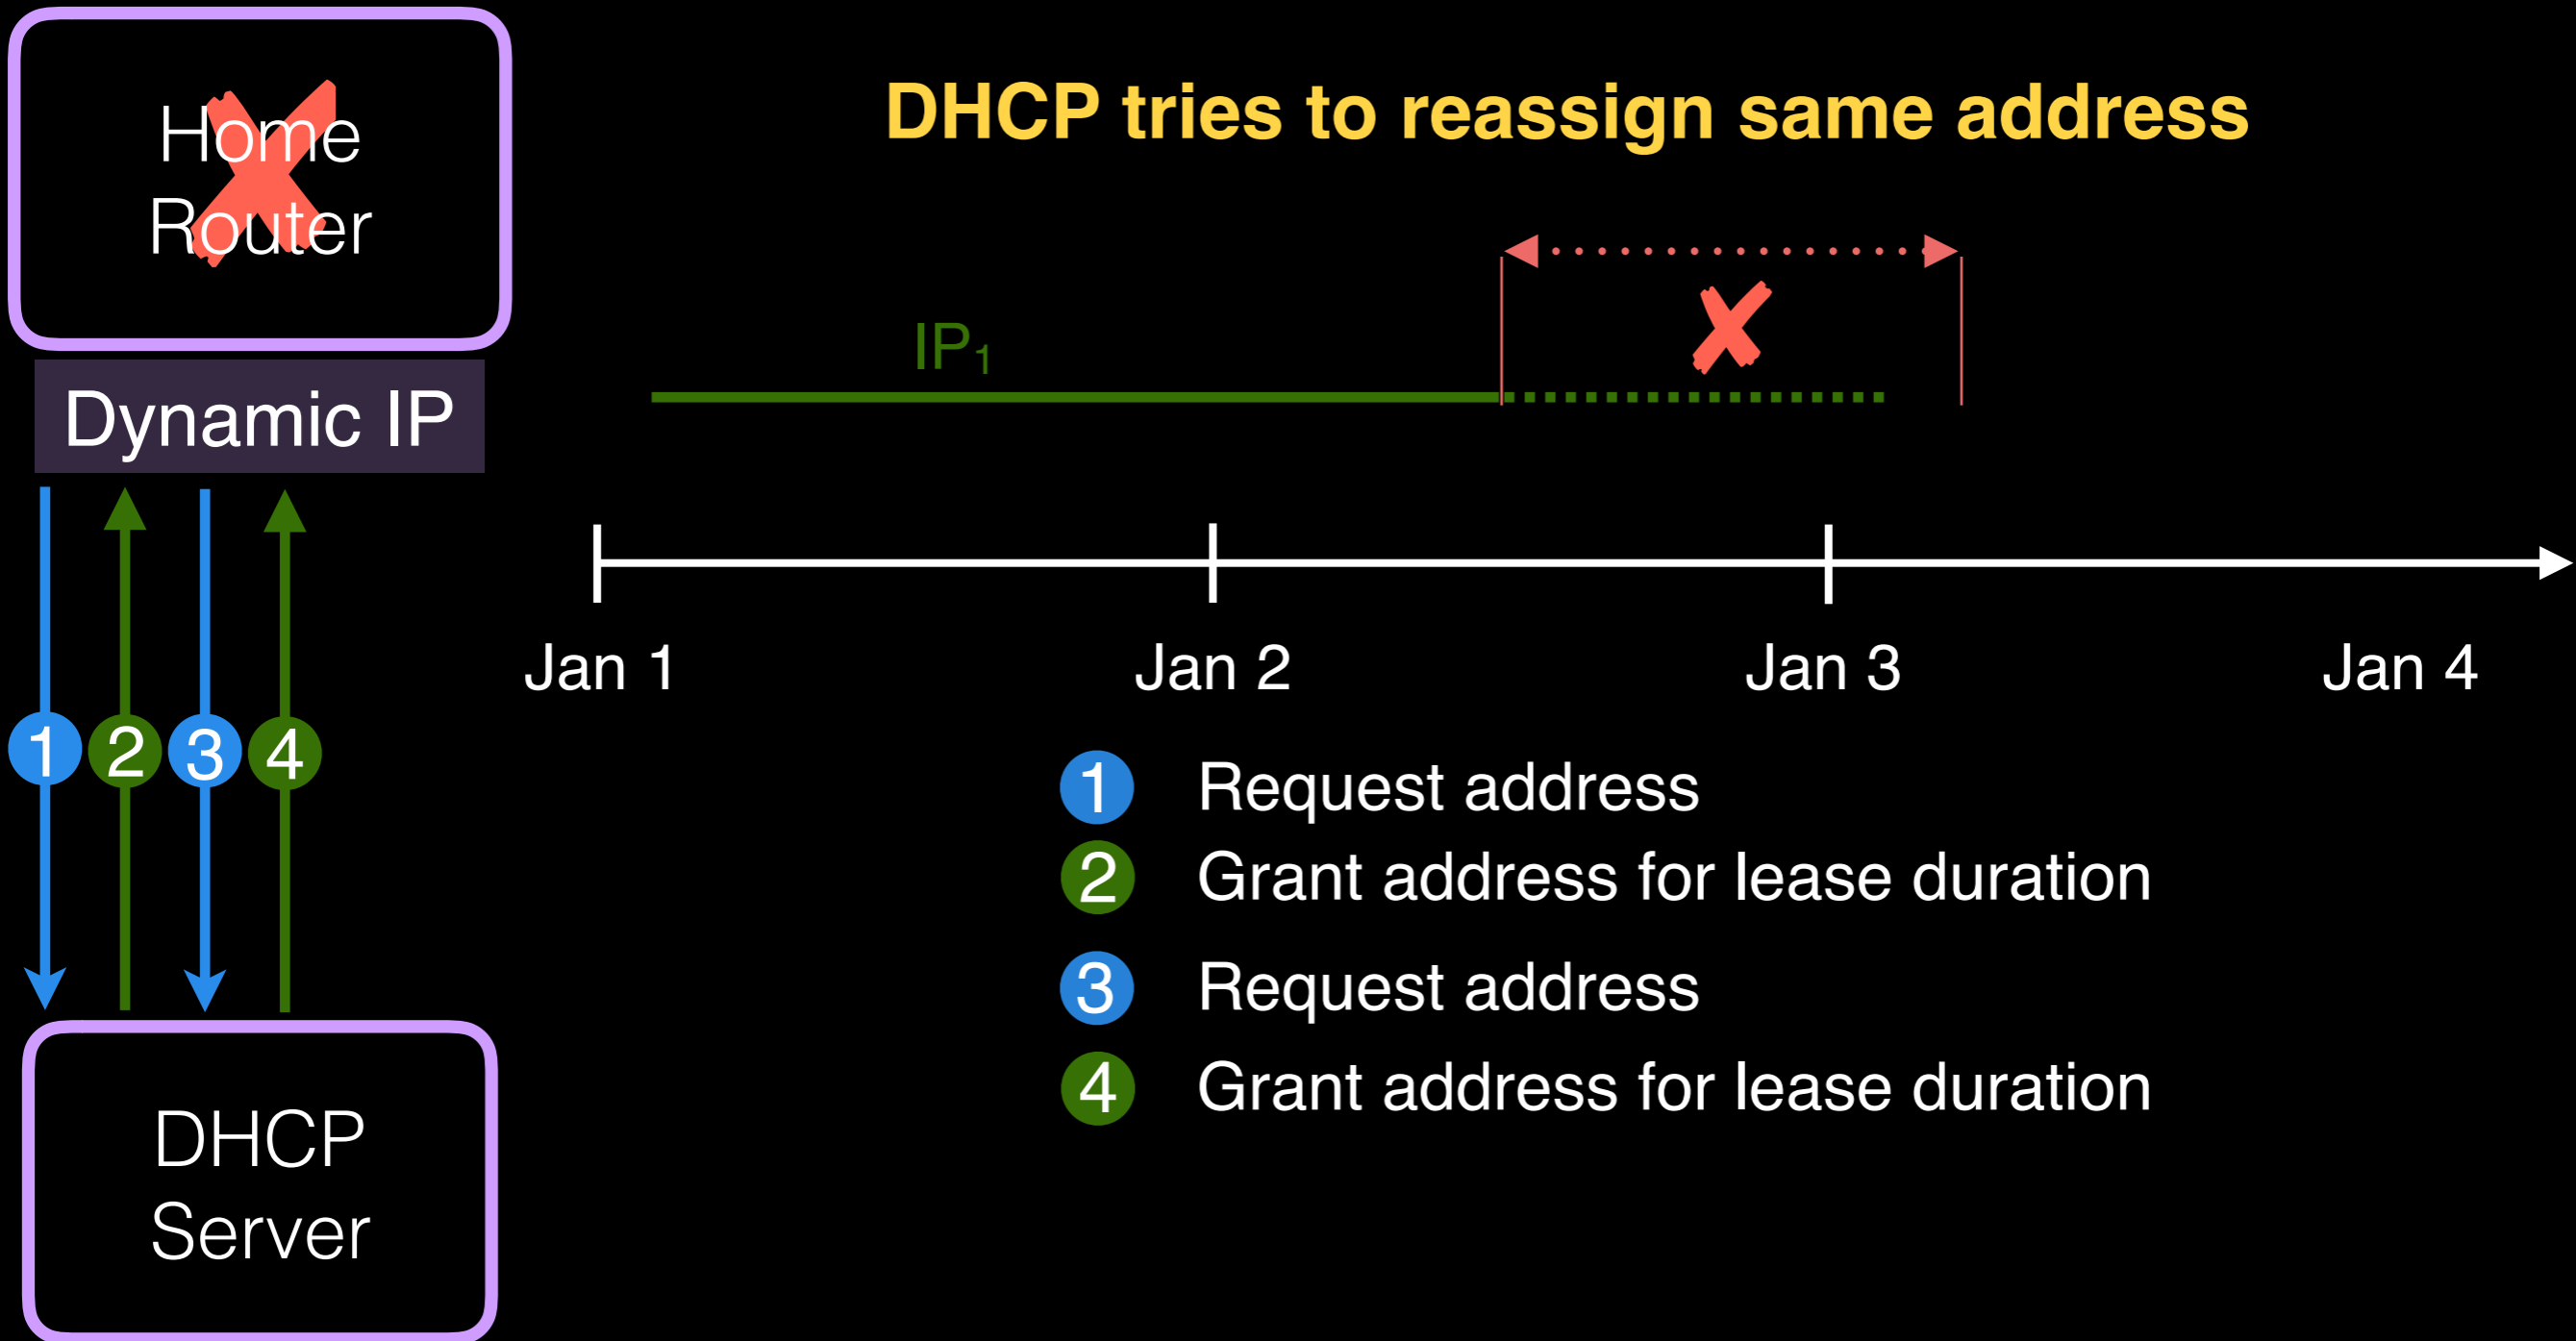 DHCP tries to reassign same address
Home
Router
Dynamic IP
IP₁
Jan 1
Jan 2
Jan 3
Jan 4
1
2
3
4
1 Request address
2 Grant address for lease duration
3 Request address
4 Grant address for lease duration
DHCP
Server